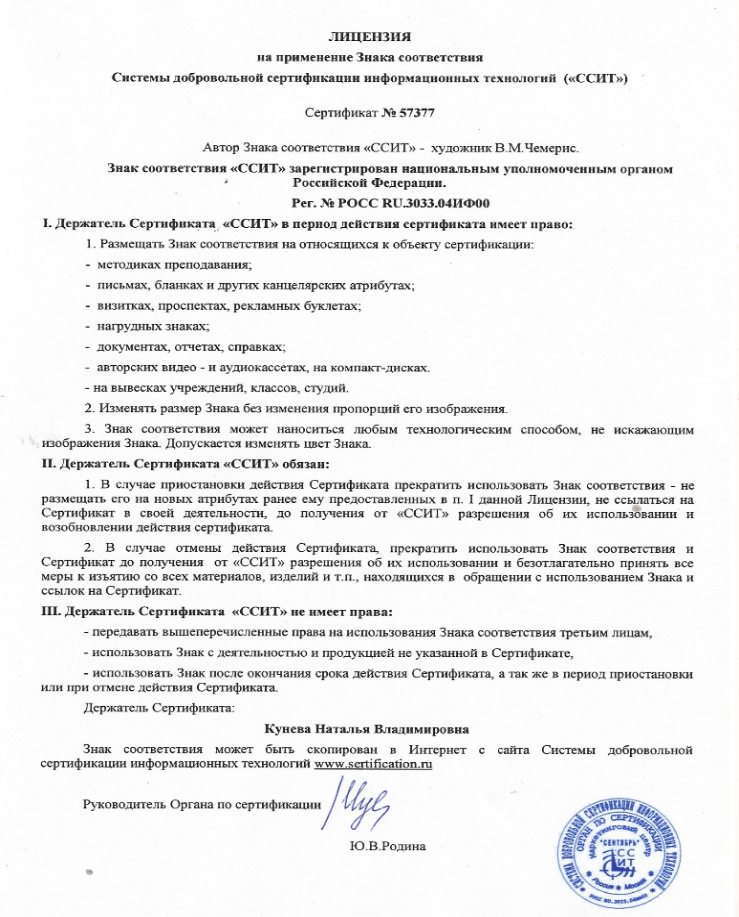 ЛИЦЕНЗИЯ
на применение Знака соответствия
Системы добровольной сертификации информационных технологий («ССИТ»)
Сертификат № 57377
Автор Знака соответствия «ССИТ» - художник В.М.Чемерис.
Знак соответствия «ССИТ» зарегистрирован национальным уполномоченным органом
Российской Федерации.
Рег. № РОСС RU.3033.04ИФ00
I. Держатель Сертификата «ССИТ» в период действия сертификата имеет право:
1. Размещать Знак соответствия на относящихся к объекту сертификации:
- методиках преподавания;
- письмах, бланках и других канцелярских атрибутах;
- визитках, проспектах, рекламных буклетах;
- нагрудных знаках;
- документах, отчетах, справках;
- авторских видео - и аудиокассетах, на компакт-дисках.
- на вывесках учреждений, классов, студий.
2. Изменять размер Знака без изменения пропорций его изображения.
3. Знак соответствия может наноситься любым технологическим способом, не искажающим
изображения Знака. Допускается изменять цвет Знака.
II. Держатель Сертификата «ССИТ» обязан:
1. В случае приостановки действия Сертификата прекратить использовать Знак соответствия - не
размещать его на новых атрибутах ранее ему предоставленных в п. I данной Лицензии, не ссылаться на
Сертификат в своей деятельности, до получения от «ССИТ» разрешения об их использовании и
возобновлении действия сертификата.
2. В случае отмены действия Сертификата, прекратить использовать Знак соответствия и
Сертификат до получения от «ССИТ» разрешения об их использовании и безотлагательно принять все
меры к изъятию со всех материалов, изделий и т.п., находящихся в обращении с использованием Знака и
ссылок на Сертификат.
III. Держатель Сертификата «ССИТ» не имеет права:
- передавать вышеперечисленные права на использования Знака соответствия третьим лицам,
- использовать Знак с деятельностью и продукцией не указанной в Сертификате,
- использовать Знак после окончания срока действия Сертификата, а так же в период приостановки
или при отмене действия Сертификата.
Держатель Сертификата:
Кунева Наталья Владимировна
Знак соответствия может быть скопирован в Интернет с сайта Системы добровольной
сертификации информационных технологий www.sertification.ru
Руководитель Органа по сертификации
Ю.В.Родина
СИСТЕМА ДОБРОВОЛЬНОЙ СЕРТИФИКАЦИИ ИНФОРМАЦИОННЫХ ТЕХНОЛОГИЙ
ОРГАН ПО СЕРТИФИКАЦИИ
Маркетинговый центр
"СЕНТЯБРЬ"
ССИТ
Россия Москва
РОСС RU.3033.04ИФ00